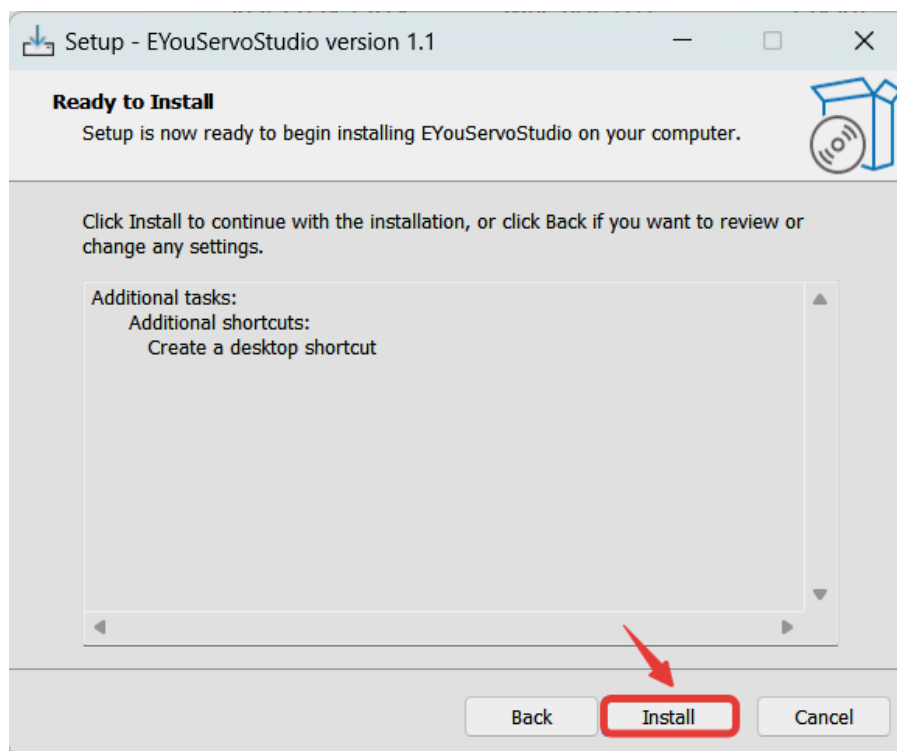 Setup - EYouServoStudio version 1.1
Ready to Install
Setup is now ready to begin installing EYouServoStudio on your computer.
Click Install to continue with the installation, or click Back if you want to review or
change any settings.
Additional tasks:
Additional shortcuts:
Create a desktop shortcut
Back
Install
Cancel